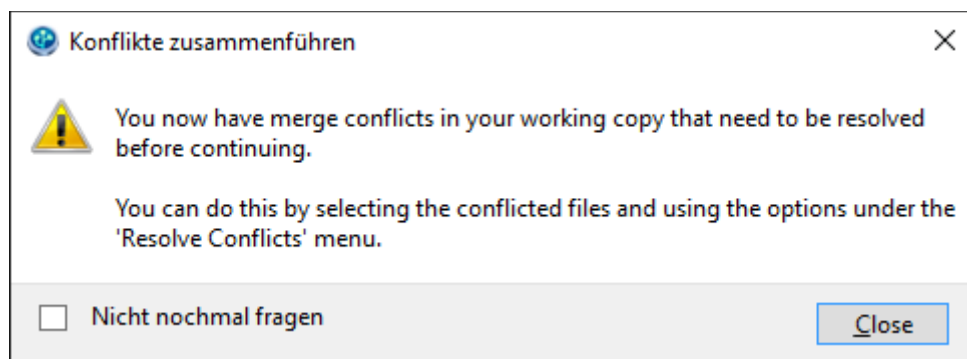 Konflikte zusammenführen
You now have merge conflicts in your working copy that need to be resolved
before continuing.
You can do this by selecting the conflicted files and using the options under the
'Resolve Conflicts' menu.
Nicht nochmal fragen
Close